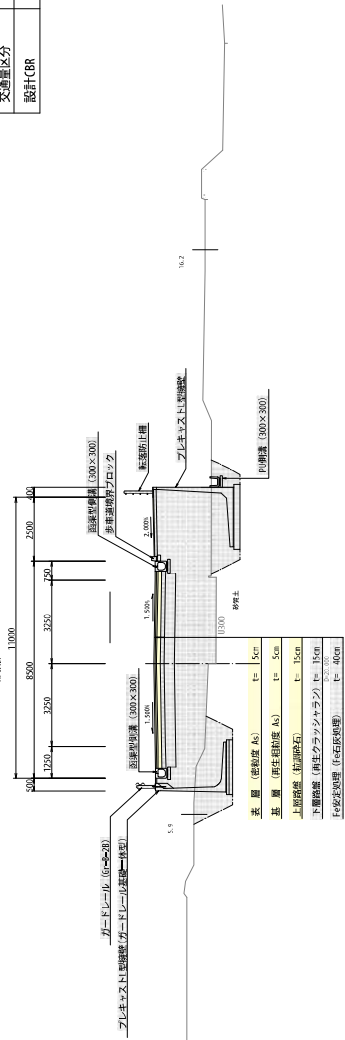 交通量区分
設計CBR
11000
500
8500
2500
400
1250
3250
3250
750
ガードレール (Gr-B-2B)
プレキャストL型擁壁(ガードレール基礎一体型)
函渠型側溝 (300×300)
函渠型側溝 (300×300)
歩車道境界ブロック
転落防止柵
プレキャストL型擁壁
PU側溝 (300×300)
1.500%
1.500%
2.000%
5.9
16.2
U300
砂質土
表 層 (密粒度 As) t= 5cm
基 層 (再生粗粒度 As) t= 5cm
上層路盤 (粒調砕石) t= 15cm
下層路盤 (再生クラッシャラン) t= 15cm
Fe安定処理 (Fe石灰処理) t= 40cm